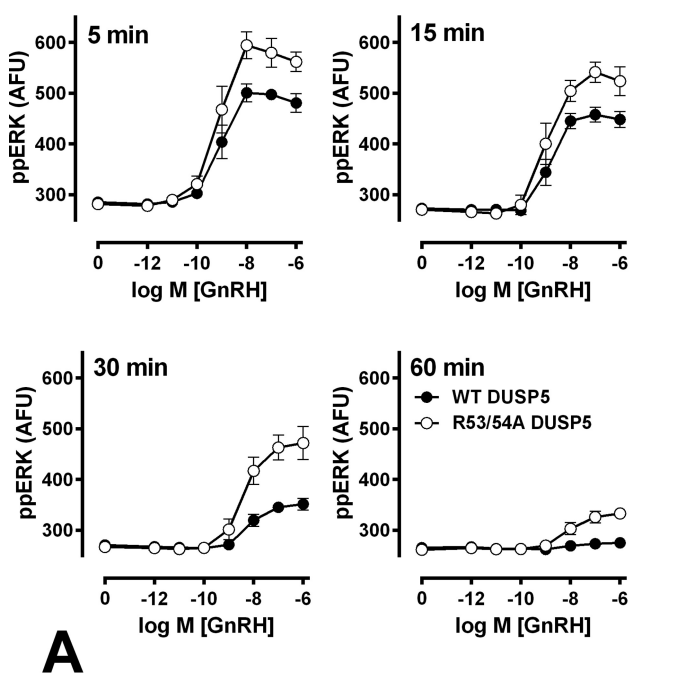 5 min
ppERK (AFU)
600
500
400
300
0 -12 -10 -8 -6
log M [GnRH]
15 min
ppERK (AFU)
600
500
400
300
0 -12 -10 -8 -6
log M [GnRH]
30 min
ppERK (AFU)
600
500
400
300
0 -12 -10 -8 -6
log M [GnRH]
60 min
WT DUSP5
R53/54A DUSP5
ppERK (AFU)
600
500
400
300
0 -12 -10 -8 -6
log M [GnRH]
A